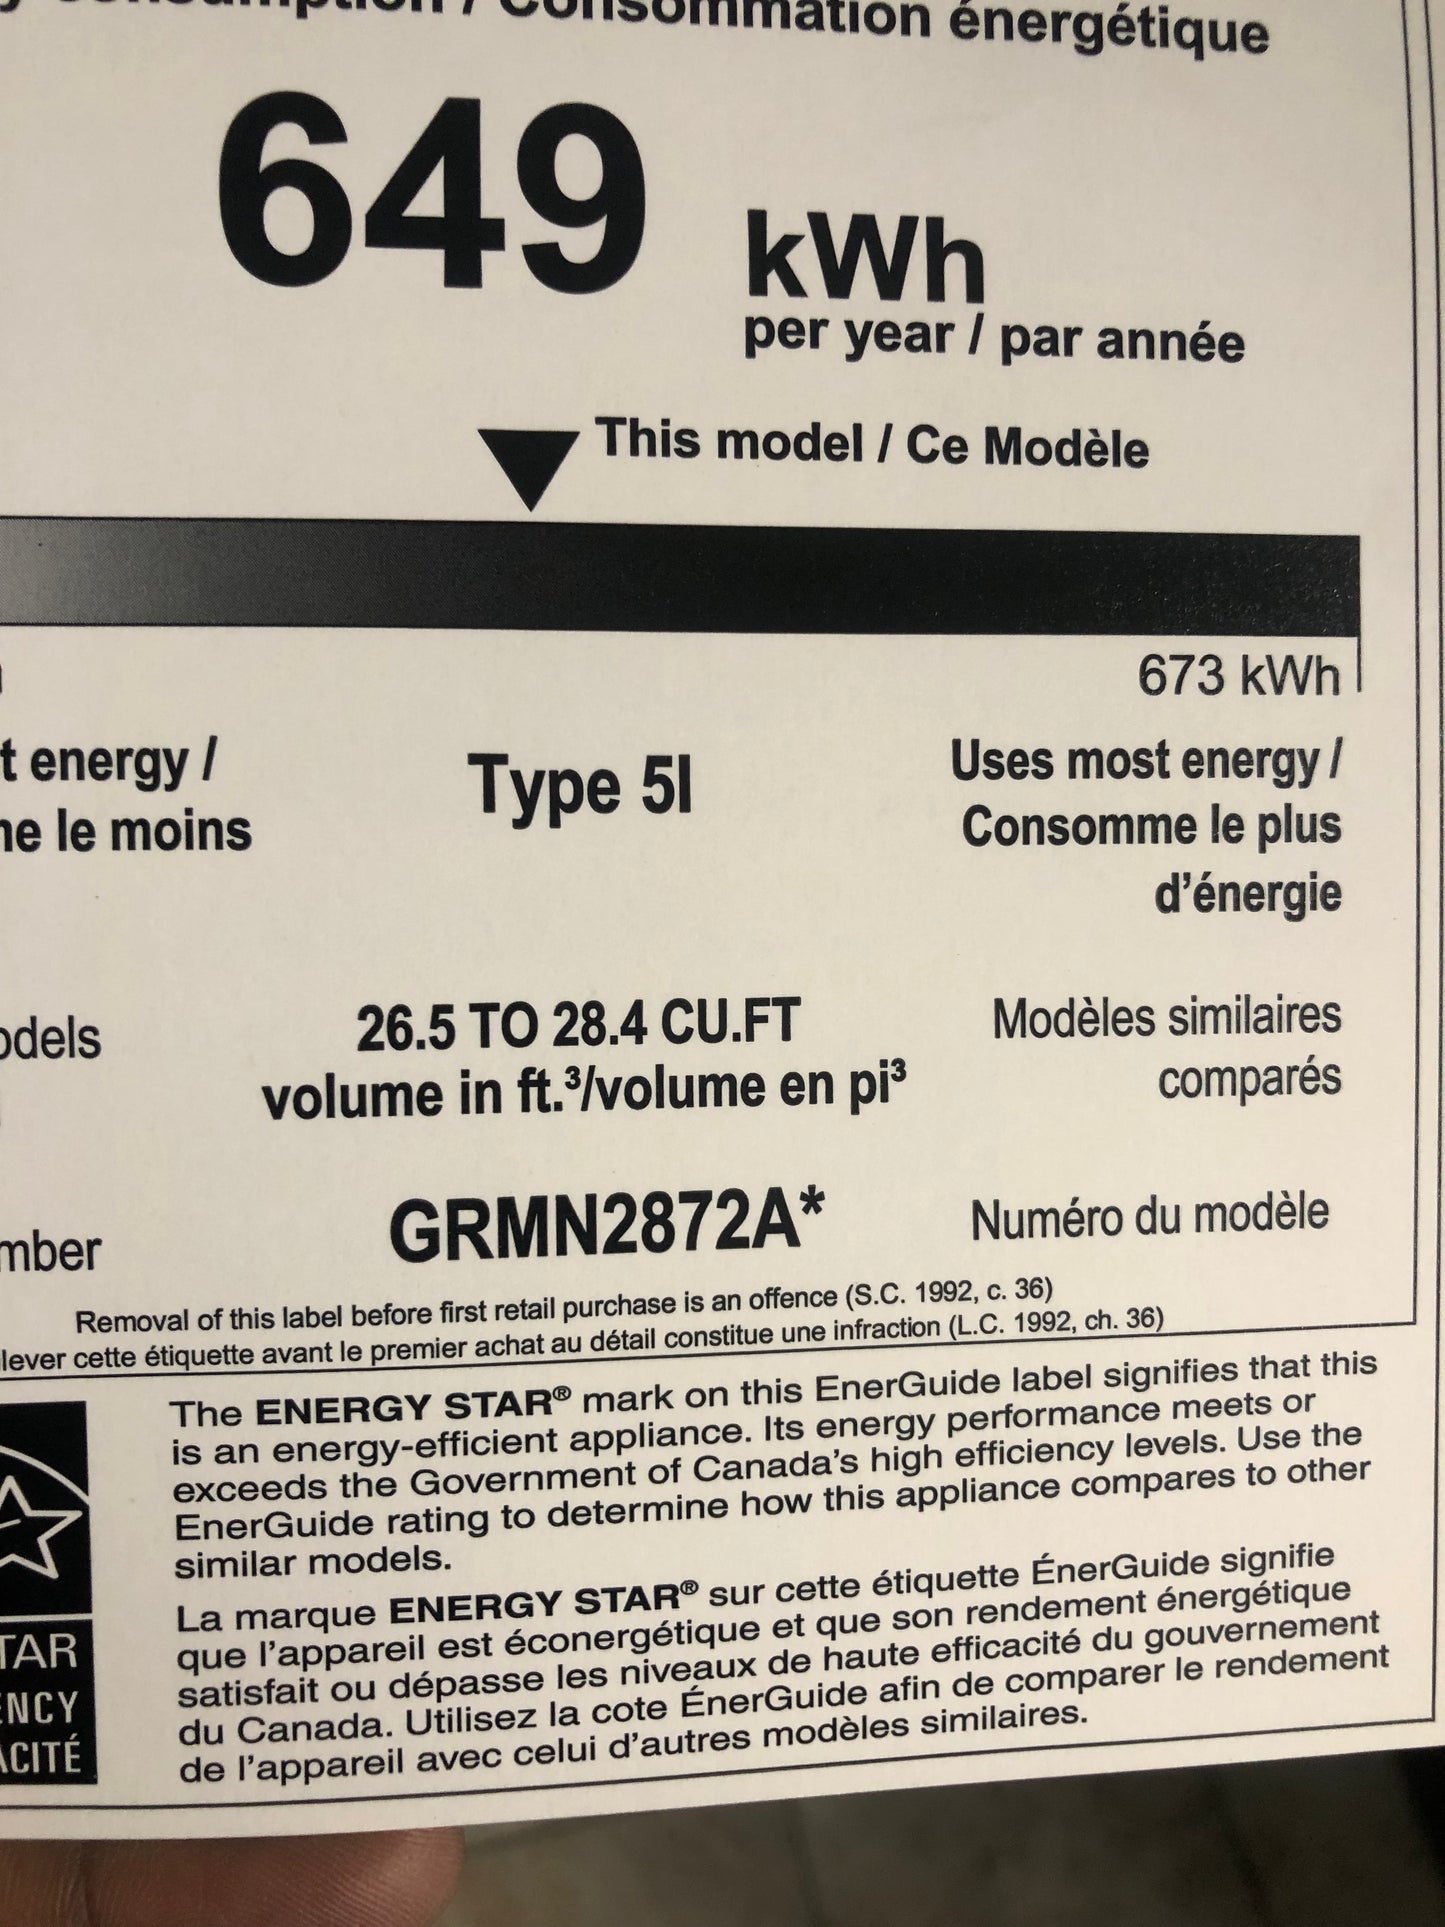 Consommation énergétique
649
kWh
per year / par année
This model / Ce Modèle
673 kWh
energy /
Type 5I
Uses most energy /
le moins
Consomme le plus
d'énergie
26.5 TO 28.4 CU.FT
Modèles similaires
volume in ft.³/volume en pi³
comparés
GRMN2872A*
Numéro du modèle
Removal of this label before first retail purchase is an offence (S.C. 1992, c. 36)
lever cette étiquette avant le premier achat au détail constitue une infraction (L.C. 1992, ch. 36)
The ENERGY STAR® mark on this EnerGuide label signifies that this
is an energy-efficient appliance. Its energy performance meets or
exceeds the Government of Canada's high efficiency levels. Use the
EnerGuide rating to determine how this appliance compares to other
similar models.
La marque ENERGY STAR® sur cette étiquette ÉnerGuide signifie
que l'appareil est éconergétique et que son rendement énergétique
satisfait ou dépasse les niveaux de haute efficacité du gouvernement
du Canada. Utilisez la cote ÉnerGuide afin de comparer le rendement
de l'appareil avec celui d'autres modèles similaires.
TAR
ENCY
ACITÉ